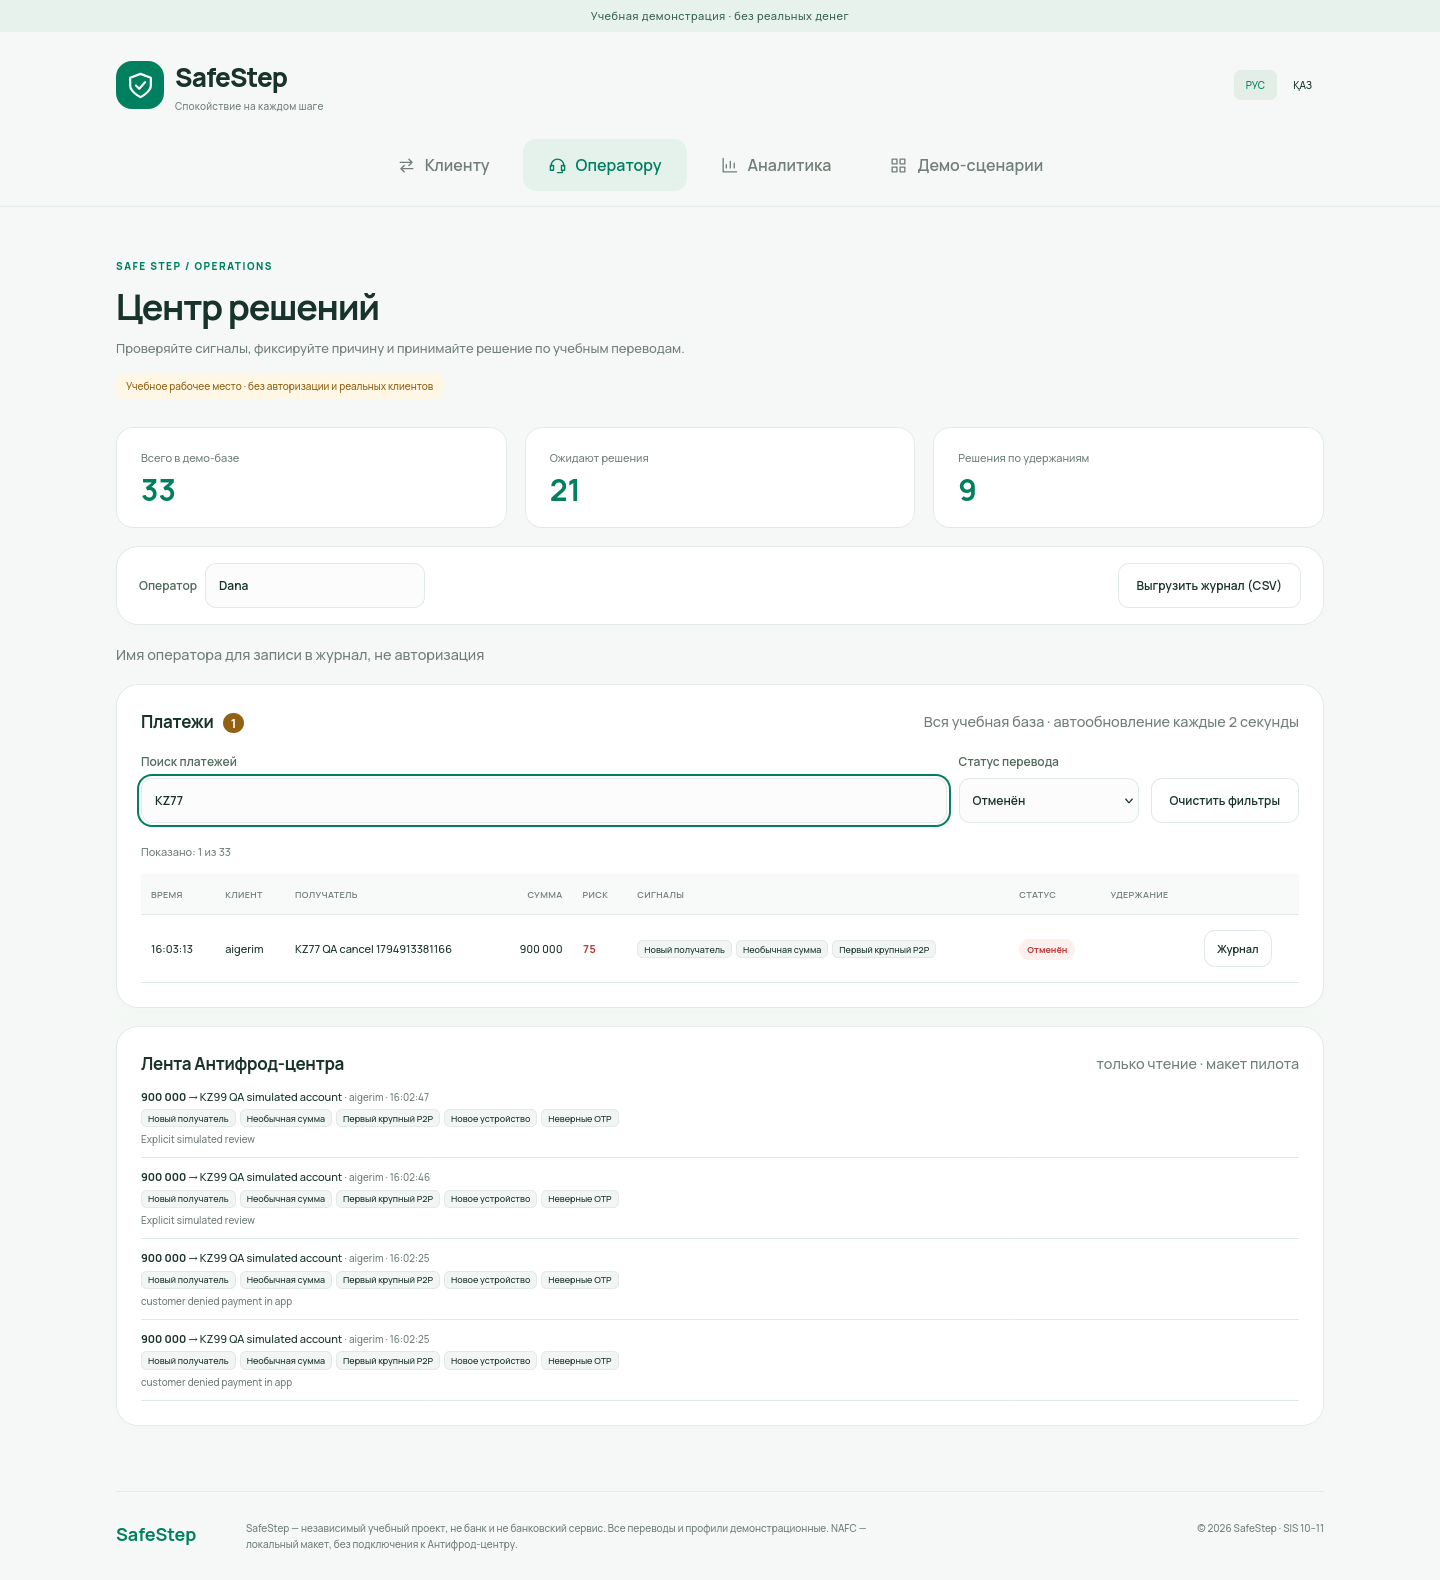 Учебная демонстрация · без реальных денег
SafeStep
Спокойствие на каждом шаге
РУС
ҚАЗ
Клиенту
Оператору
Аналитика
Демо-сценарии
SAFE STEP / OPERATIONS
Центр решений
Проверяйте сигналы, фиксируйте причину и принимайте решение по учебным переводам.
Учебное рабочее место · без авторизации и реальных клиентов
Всего в демо-базе
33
Ожидают решения
21
Решения по удержаниям
9
Оператор
Dana
Выгрузить журнал (CSV)
Имя оператора для записи в журнал, не авторизация
Платежи 1
Вся учебная база · автообновление каждые 2 секунды
Поиск платежей
KZ77
Статус перевода
Отменён
Очистить фильтры
Показано: 1 из 33
ВРЕМЯ КЛИЕНТ ПОЛУЧАТЕЛЬ СУММА РИСК СИГНАЛЫ СТАТУС УДЕРЖАНИЕ
16:03:13 aigerim KZ77 QA cancel 1794913381166 900 000 75 Новый получатель Необычная сумма Первый крупный P2P Отменён Журнал
Лента Антифрод-центра
только чтение · макет пилота
900 000 → KZ99 QA simulated account · aigerim · 16:02:47
Новый получатель Необычная сумма Первый крупный P2P Новое устройство Неверные OTP
Explicit simulated review
900 000 → KZ99 QA simulated account · aigerim · 16:02:46
Новый получатель Необычная сумма Первый крупный P2P Новое устройство Неверные OTP
Explicit simulated review
900 000 → KZ99 QA simulated account · aigerim · 16:02:25
Новый получатель Необычная сумма Первый крупный P2P Новое устройство Неверные OTP
customer denied payment in app
900 000 → KZ99 QA simulated account · aigerim · 16:02:25
Новый получатель Необычная сумма Первый крупный P2P Новое устройство Неверные OTP
customer denied payment in app
SafeStep
SafeStep — независимый учебный проект, не банк и не банковский сервис. Все переводы и профили демонстрационные. NAFC —
локальный макет, без подключения к Антифрод-центру.
© 2026 SafeStep · SIS 10–11